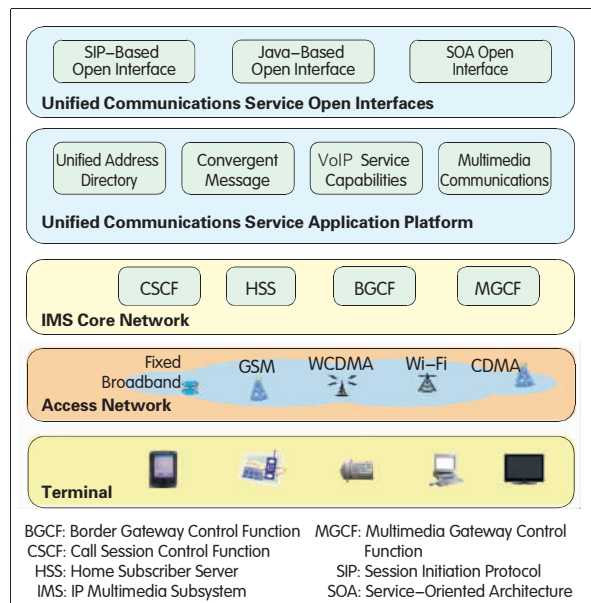 SIP–Based
Open Interface
Java–Based
Open Interface
SOA Open
Interface
Unified Communications Service Open Interfaces
Unified Address
Directory
Convergent
Message
VoIP Service
Capabilities
Multimedia
Communications
Unified Communications Service Application Platform
CSCF
HSS
BGCF
MGCF
IMS Core Network
Fixed
Broadband
GSM
WCDMA
Wi–Fi
CDMA
Access Network
Terminal
BGCF: Border Gateway Control Function
CSCF: Call Session Control Function
HSS: Home Subscriber Server
IMS: IP Multimedia Subsystem
MGCF: Multimedia Gateway Control
Function
SIP: Session Initiation Protocol
SOA: Service–Oriented Architecture